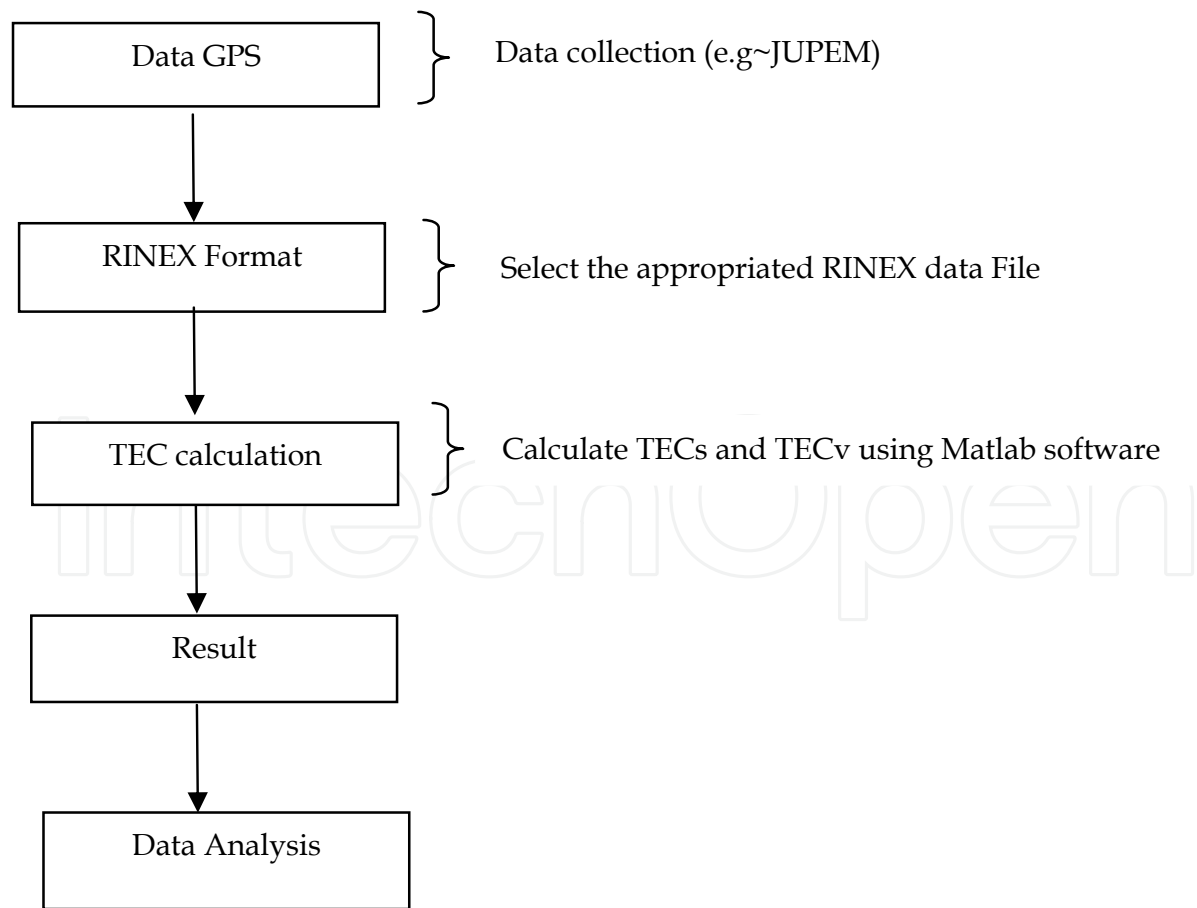 Data GPS
Data collection (e.g~JUPEM)
RINEX Format
Select the appropriated RINEX data File
TEC calculation
Calculate TECs and TECv using Matlab software
IntechOpen
Result
Data Analysis